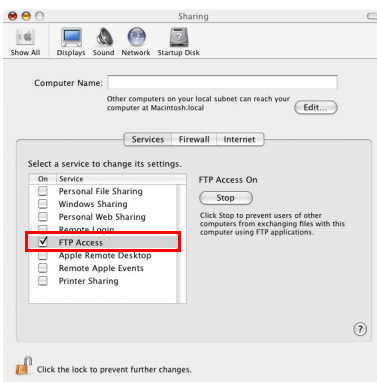 Sharing
Show All Displays Sound Network Startup Disk
Computer Name:
Other computers on your local subnet can reach your
computer at Macintosh.local
Edit...
Services Firewall Internet
Select a service to change its settings.
On Service
Personal File Sharing
Windows Sharing
Personal Web Sharing
Remote Login
FTP Access
Apple Remote Desktop
Remote Apple Events
Printer Sharing
FTP Access On
Stop
Click Stop to prevent users of other
computers from exchanging files with this
computer using FTP applications.
?
Click the lock to prevent further changes.